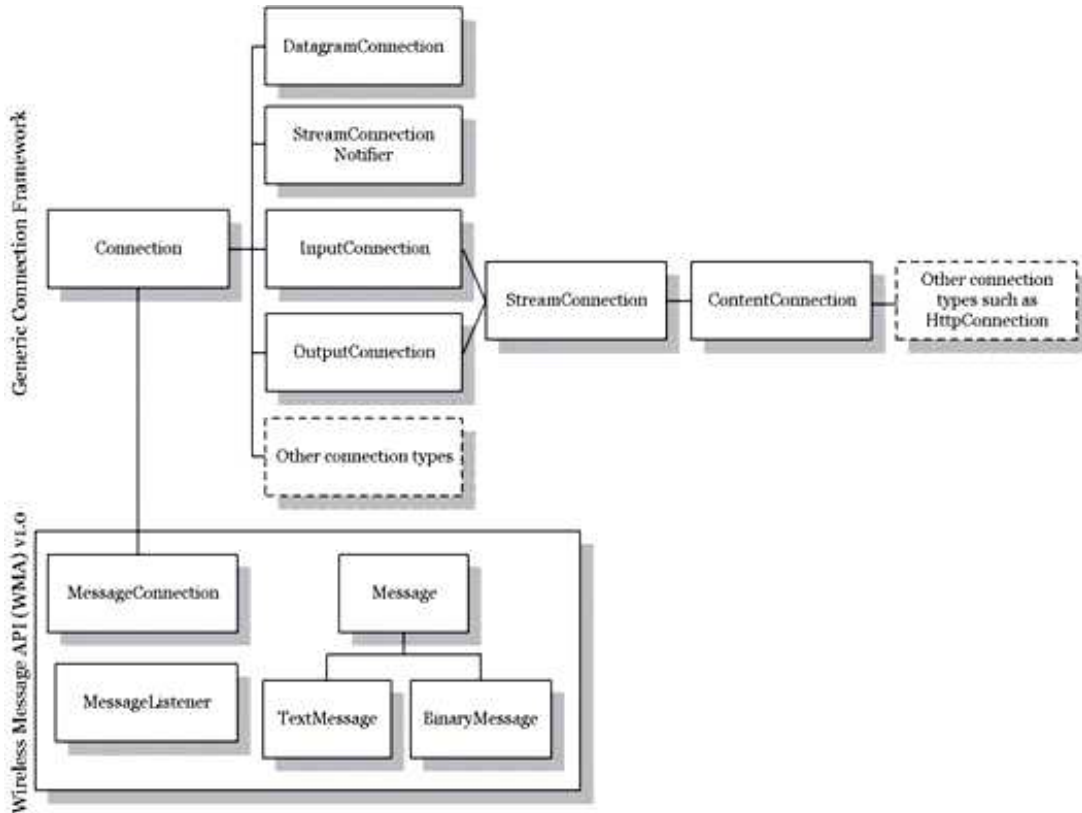 Generic Connection Framework
DatagramConnection
StreamConnection
Notifier
Connection
InputConnection
StreamConnection
ContentConnection
Other connection
types such as
HttpConnection
OutputConnection
Other connection types
Wireless Message API (WMA) v1.0
MessageConnection
Message
MessageListener
TextMessage
BinaryMessage